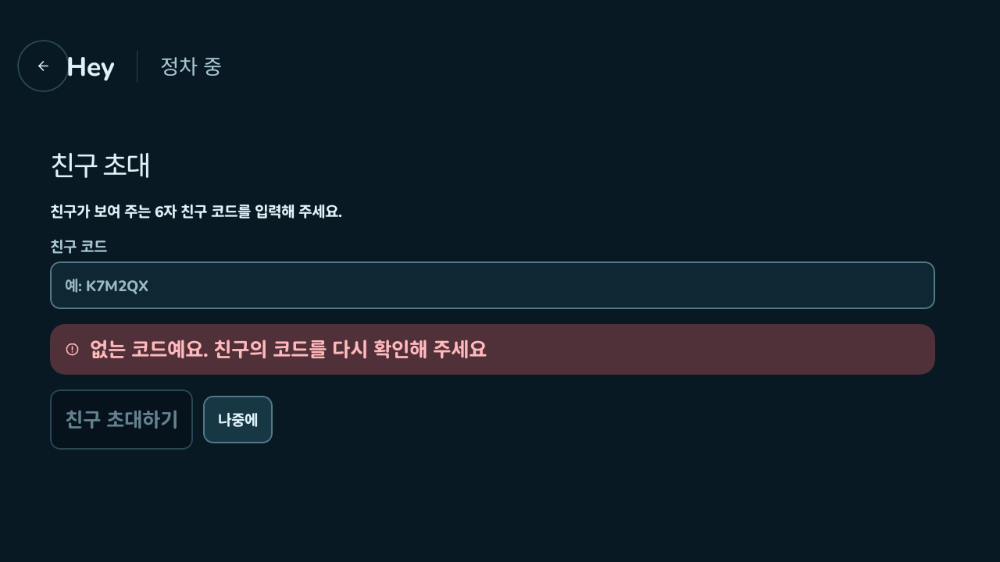 Hey
정차 중
친구 초대
친구가 보여 주는 6자 친구 코드를 입력해 주세요.
친구 코드
예: K7M2QX
없는 코드예요. 친구의 코드를 다시 확인해 주세요
친구 초대하기
나중에